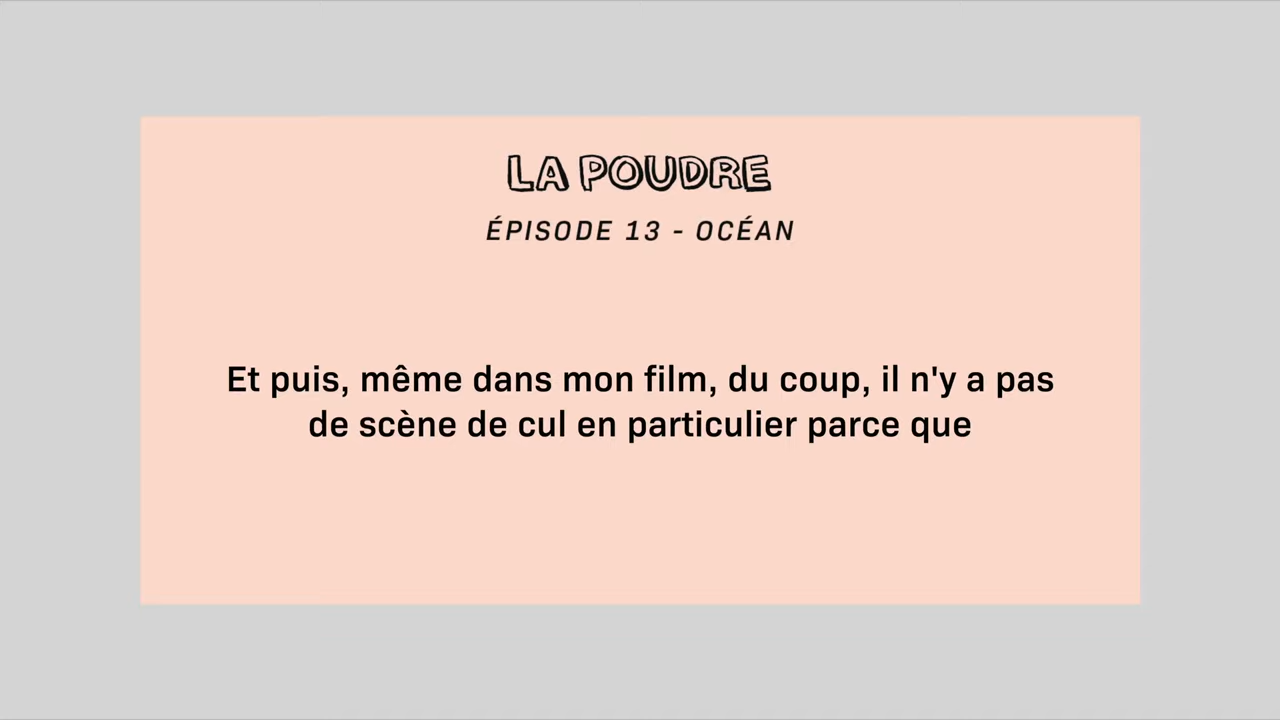 LA POUDRE
ÉPISODE 13 - OCÉAN
Et puis, même dans mon film, du coup, il n'y a pas
de scène de cul en particulier parce que